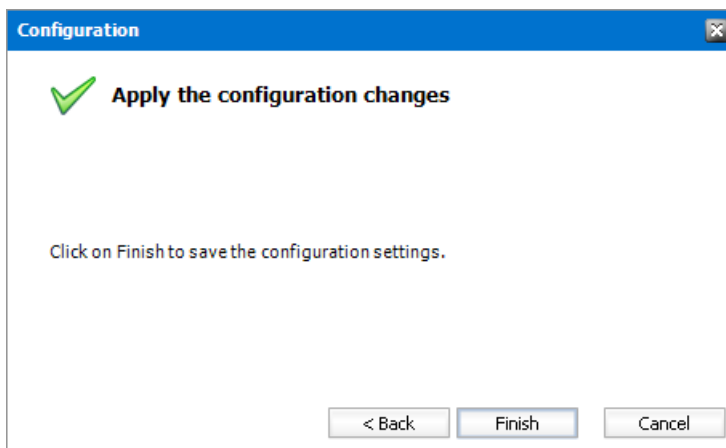 Configuration
Apply the configuration changes
Click on Finish to save the configuration settings.
< Back
Finish
Cancel